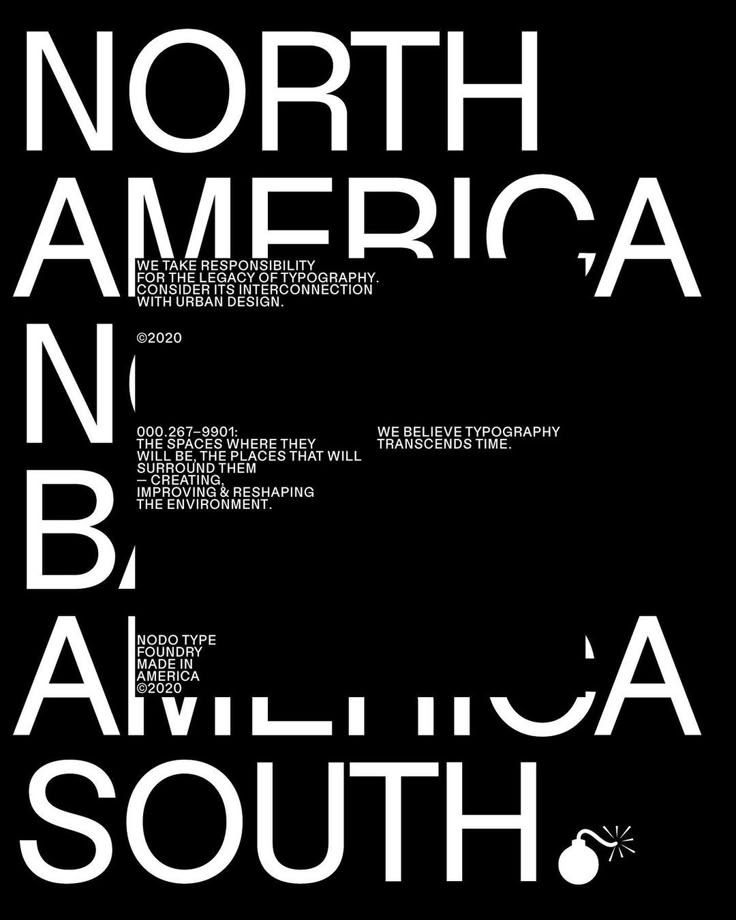 NORTH
AMERICA
WE TAKE RESPONSIBILITY
FOR THE LEGACY OF TYPOGRAPHY.
CONSIDER ITS INTERCONNECTION
WITH URBAN DESIGN.
©2020
N
000.267–9901:
THE SPACES WHERE THEY
WILL BE, THE PLACES THAT WILL
SURROUND THEM
— CREATING,
IMPROVING & RESHAPING
THE ENVIRONMENT.
WE BELIEVE TYPOGRAPHY
TRANSCENDS TIME.
B
NODO TYPE
FOUNDRY
MADE IN
AMERICA
©2020
AMERICA
SOUTH.